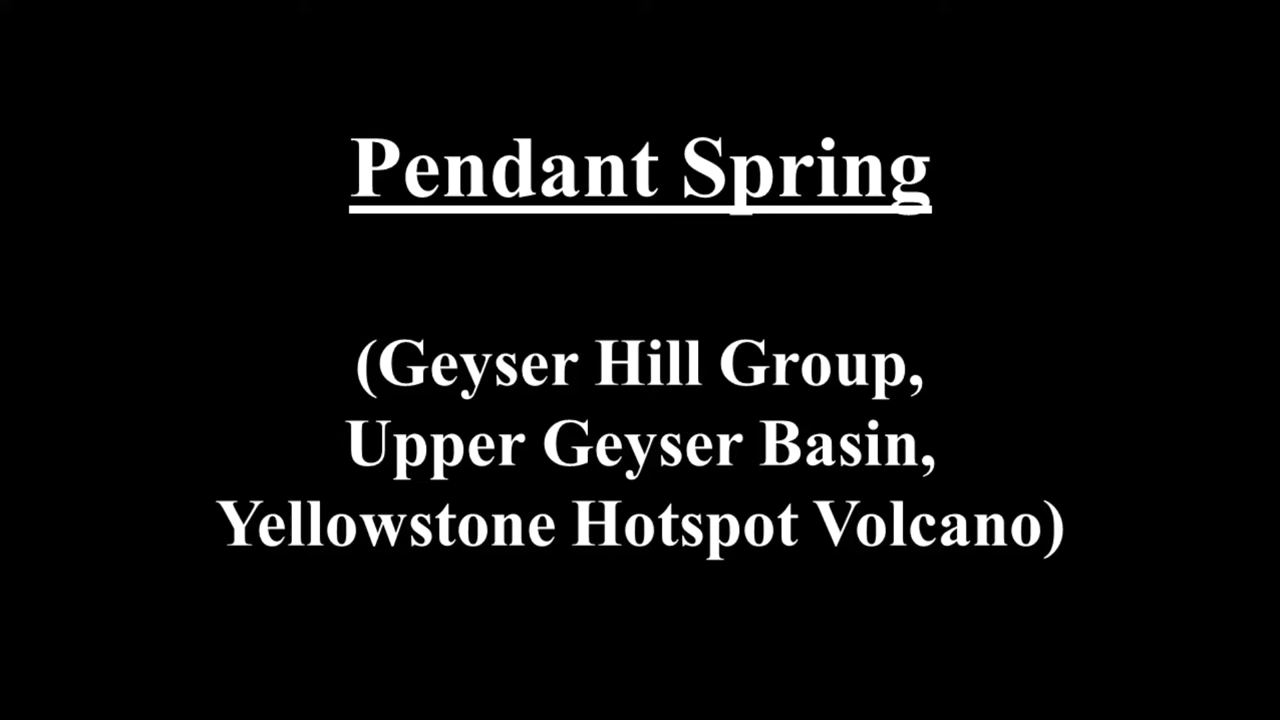 Pendant Spring
(Geyser Hill Group,
Upper Geyser Basin,
Yellowstone Hotspot Volcano)